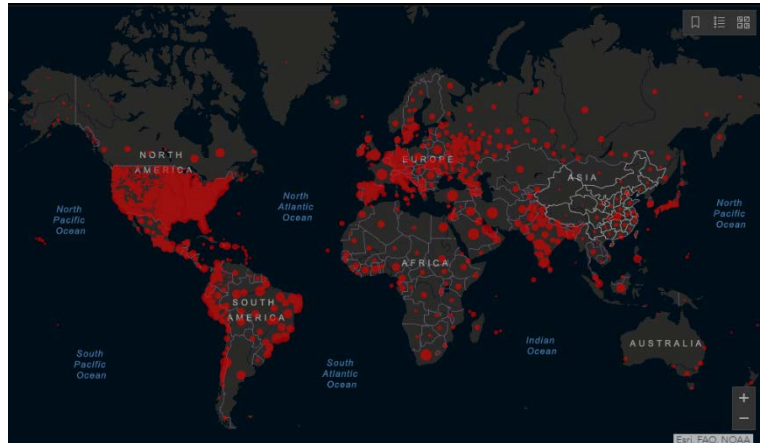 NORTH
AMERICA
EUROPE
ASIA
North
Pacific
Ocean
North
Atlantic
Ocean
North
Pacific
Ocean
AFRICA
SOUTH
AMERICA
Indian
Ocean
AUSTRALIA
South
Pacific
Ocean
South
Atlantic
Ocean
+
−
Esri, FAO, NOAA